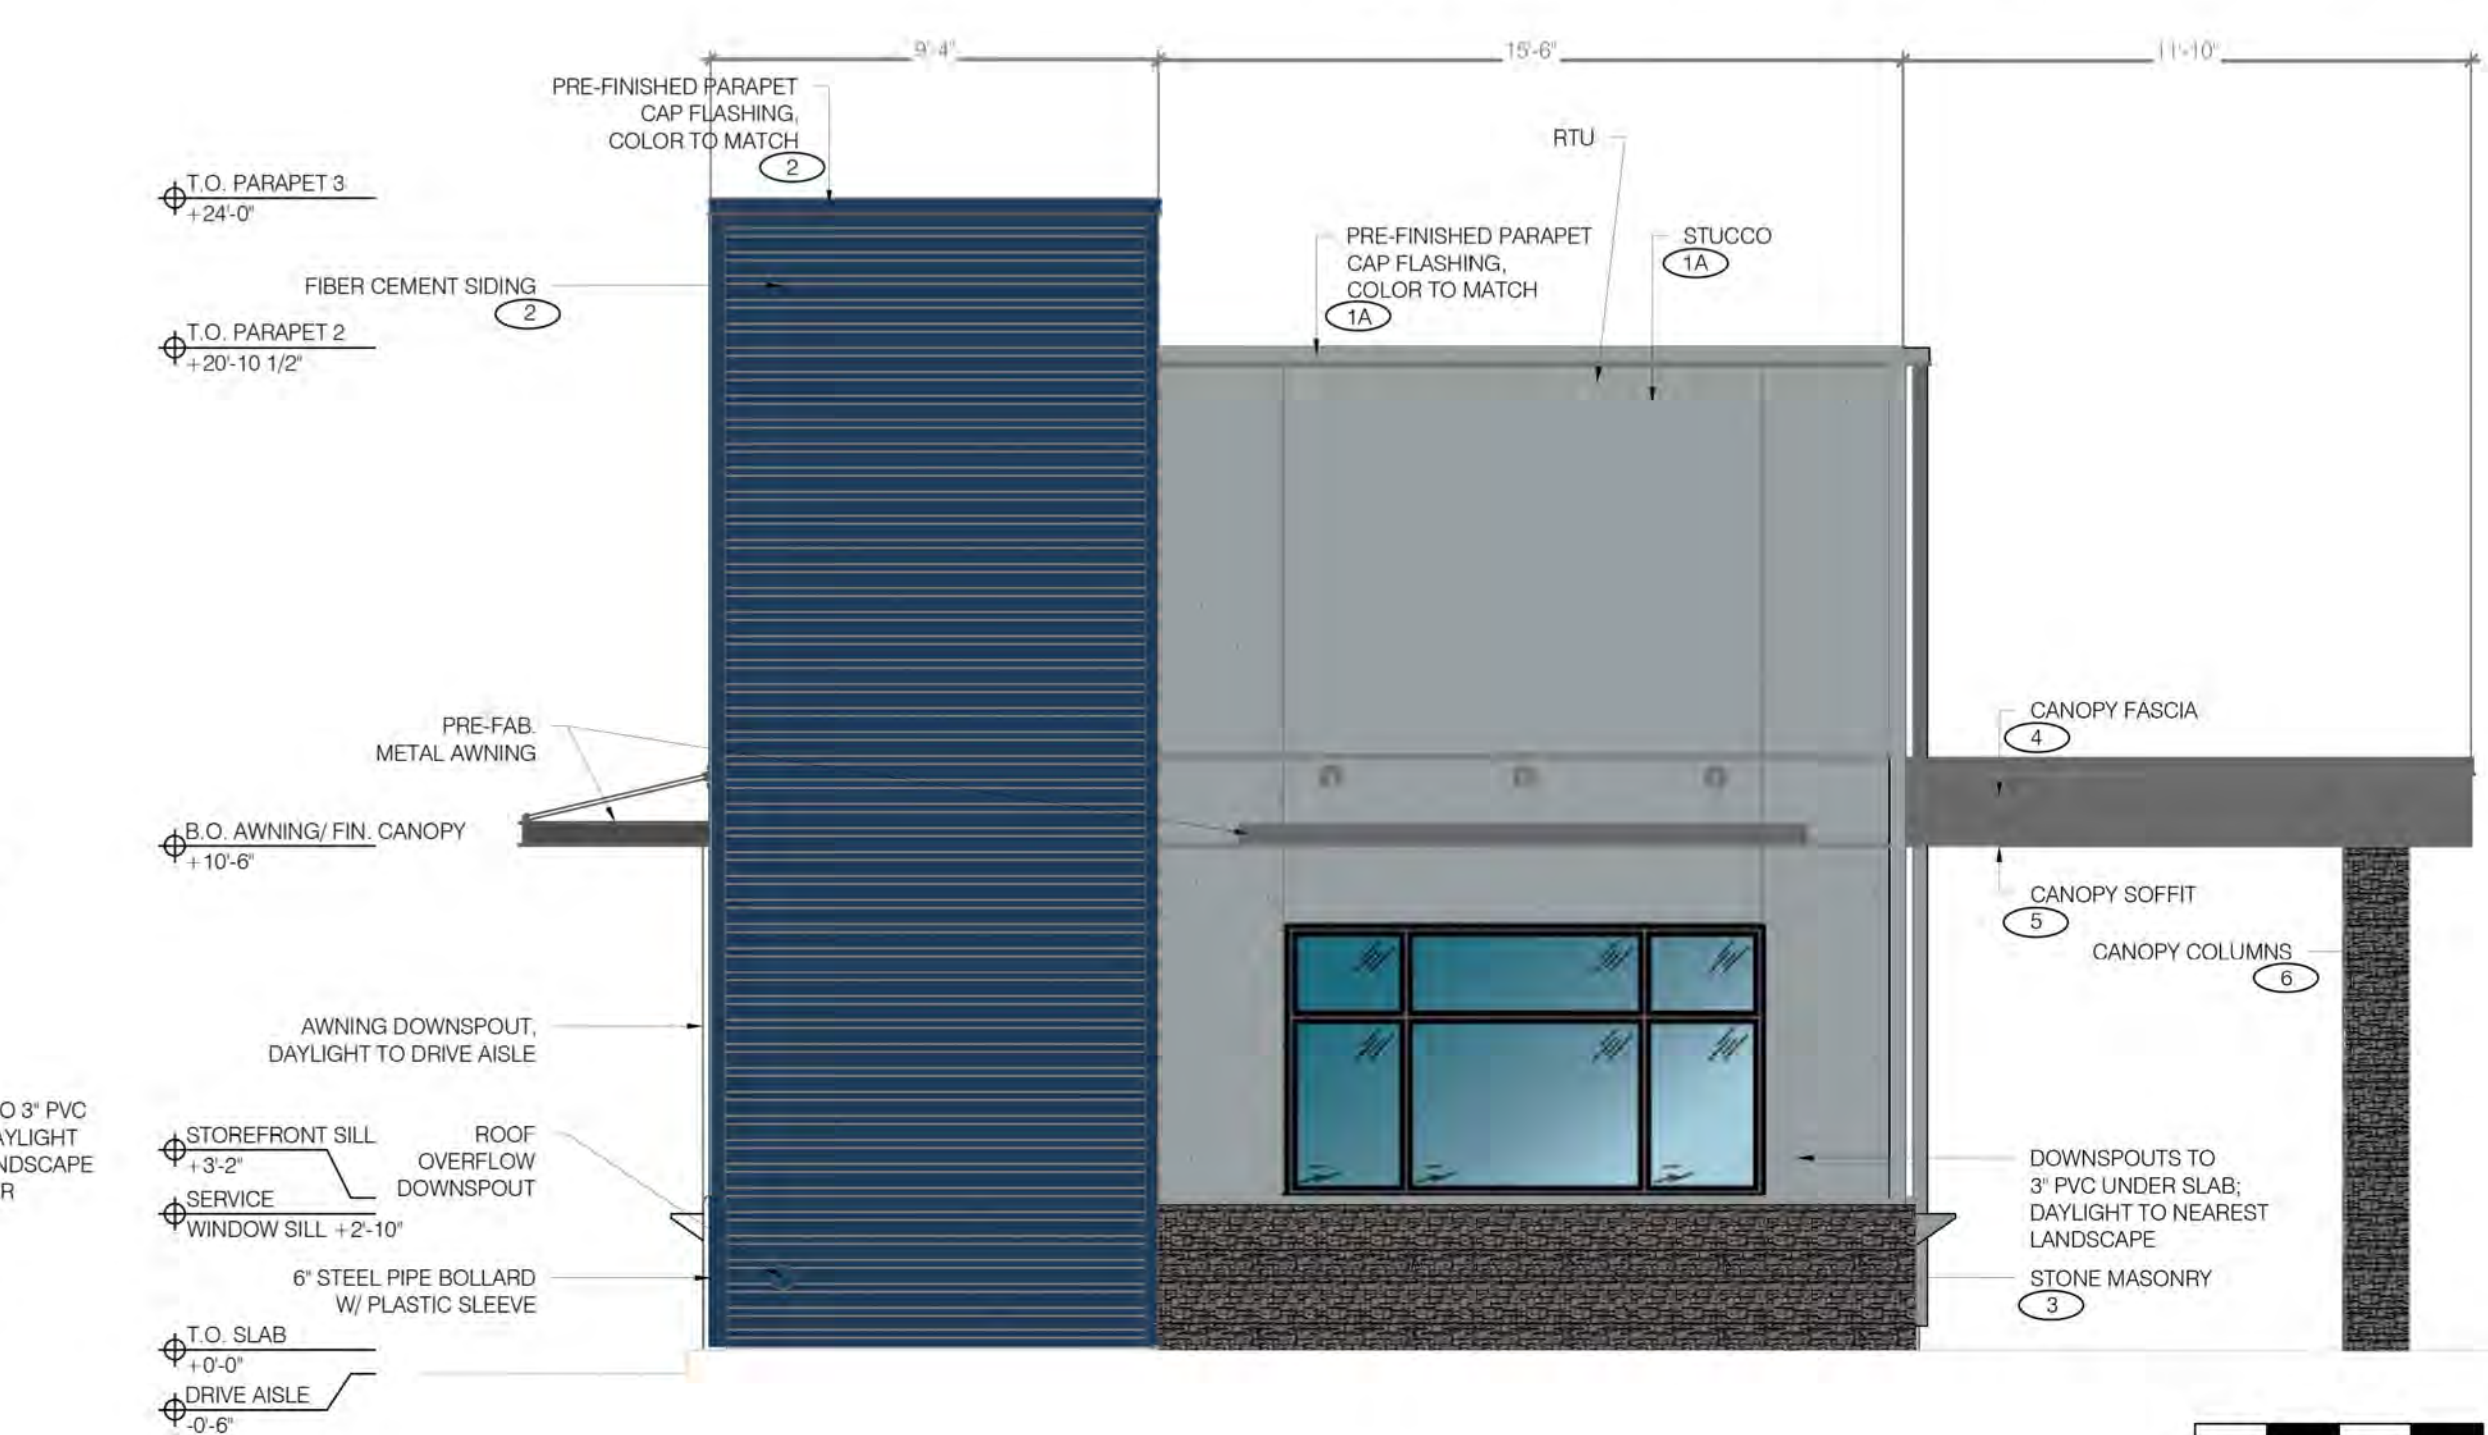 9'-4"
15'-6"
11'-10"
PRE-FINISHED PARAPET
CAP FLASHING,
COLOR TO MATCH
2
RTU
T.O. PARAPET 3
+24'-0"
PRE-FINISHED PARAPET
CAP FLASHING,
COLOR TO MATCH
1A
STUCCO
1A
FIBER CEMENT SIDING
2
T.O. PARAPET 2
+20'-10 1/2"
PRE-FAB.
METAL AWNING
CANOPY FASCIA
4
B.O. AWNING/ FIN. CANOPY
+10'-6"
CANOPY SOFFIT
5
CANOPY COLUMNS
6
AWNING DOWNSPOUT,
DAYLIGHT TO DRIVE AISLE
O 3" PVC
AYLIGHT
NDSCAPE
R
STOREFRONT SILL
+3'-2"
ROOF
OVERFLOW
DOWNSPOUT
SERVICE
WINDOW SILL +2'-10"
DOWNSPOUTS TO
3" PVC UNDER SLAB;
DAYLIGHT TO NEAREST
LANDSCAPE
6" STEEL PIPE BOLLARD
W/ PLASTIC SLEEVE
STONE MASONRY
3
T.O. SLAB
+0'-0"
DRIVE AISLE
-0'-6"